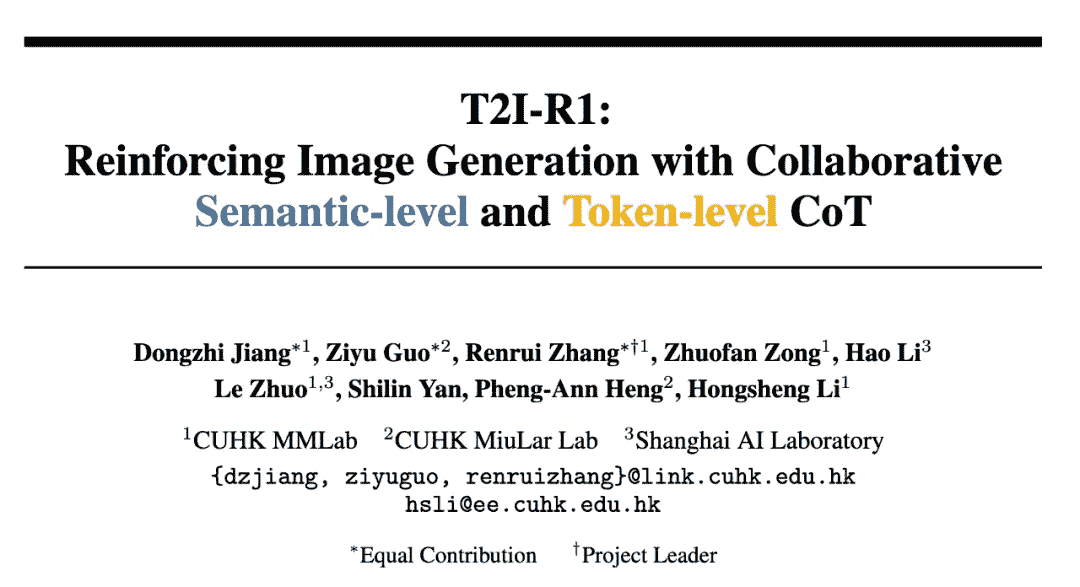 T2I-R1:
Reinforcing Image Generation with Collaborative
Semantic-level and Token-level CoT
Dongzhi Jiang*1, Ziyu Guo*2, Renrui Zhang*†1, Zhuofan Zong1, Hao Li3
Le Zhuo1,3, Shilin Yan, Pheng-Ann Heng2, Hongsheng Li1
1CUHK MMLab 2CUHK MiuLar Lab 3Shanghai AI Laboratory
{dzjiang, ziyuguo, renruizhang}@link.cuhk.edu.hk
hsli@ee.cuhk.edu.hk
*Equal Contribution †Project Leader